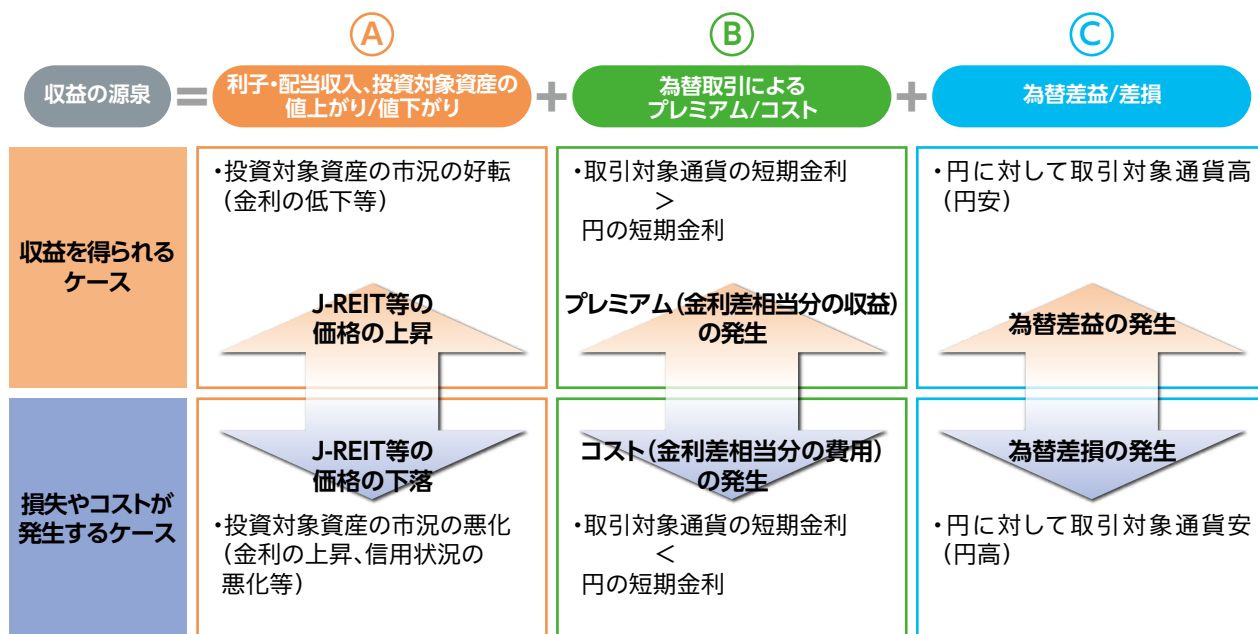 Ⓐ
Ⓑ
Ⓒ
収益の源泉
=
利子・配当収入、投資対象資産の
値上がり/値下がり
+
為替取引による
プレミアム/コスト
+
為替差益/差損
収益を得られる
ケース
・投資対象資産の市況の好転
(金利の低下等)
J-REIT等の
価格の上昇
・取引対象通貨の短期金利
>
円の短期金利
プレミアム(金利差相当分の収益)
の発生
・円に対して取引対象通貨高
(円安)
為替差益の発生
損失やコストが
発生するケース
J-REIT等の
価格の下落
・投資対象資産の市況の悪化
(金利の上昇、信用状況の
悪化等)
コスト(金利差相当分の費用)
の発生
・取引対象通貨の短期金利
<
円の短期金利
為替差損の発生
・円に対して取引対象通貨安
(円高)